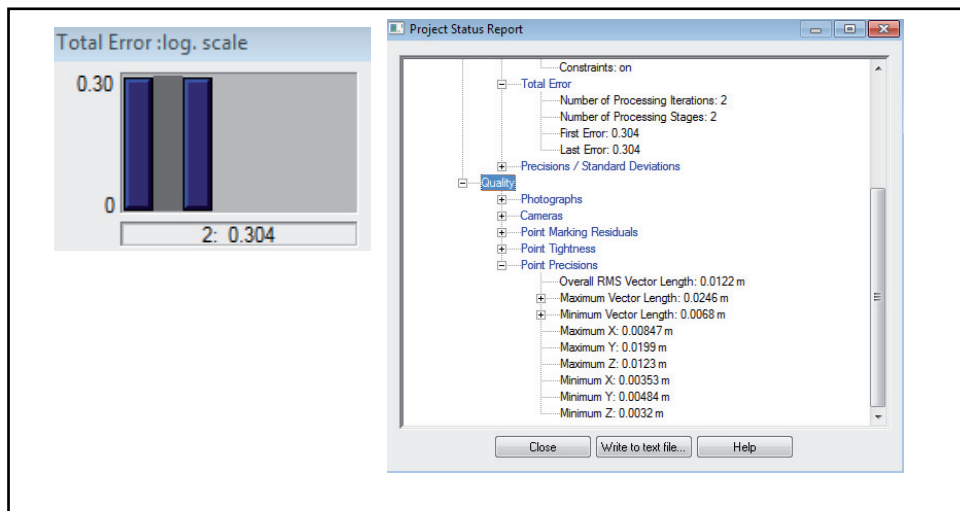 Total Error :log. scale
0.30
0
2: 0.304
Project Status Report
Constraints: on
Total Error
Number of Processing Iterations: 2
Number of Processing Stages: 2
First Error: 0.304
Last Error: 0.304
Precisions / Standard Deviations
Quality
Photographs
Cameras
Point Marking Residuals
Point Tightness
Point Precisions
Overall RMS Vector Length: 0.0122 m
Maximum Vector Length: 0.0246 m
Minimum Vector Length: 0.0068 m
Maximum X: 0.00847 m
Maximum Y: 0.0199 m
Maximum Z: 0.0123 m
Minimum X: 0.00353 m
Minimum Y: 0.00484 m
Minimum Z: 0.0032 m
Close Write to text file... Help